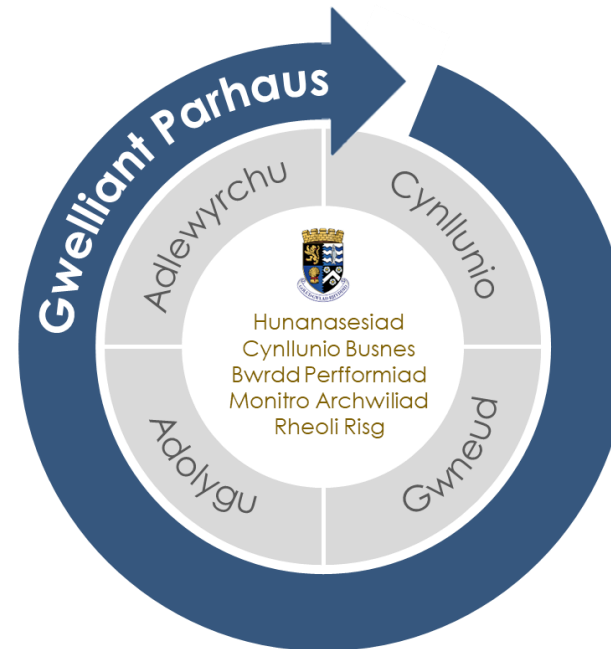 Gwelliant Parhaus
Adlewyrchu
Cynllunio
Hunanasesiad
Cynllunio Busnes
Bwrdd Perfformiad
Monitro Archwiliad
Rheoli Risg
Adolygu
Gwneud